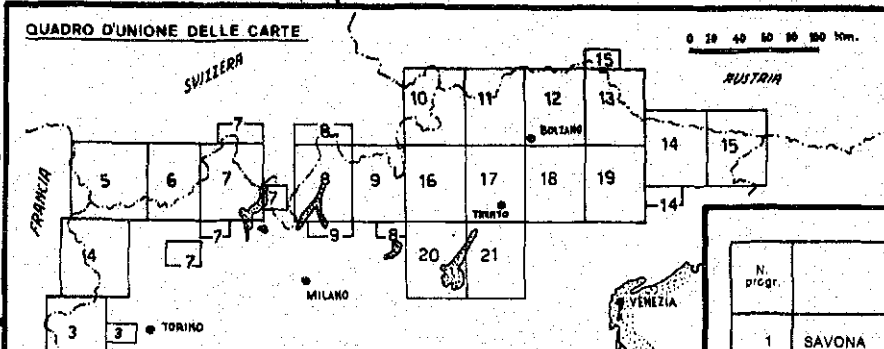 QUADRO D'UNIONE DELLE CARTE
0 20 40 60 80 100 Km.
SVIZZERA
AUSTRIA
FRANCIA
15
10 11 12 13
7 8
BOLZANO
14 15
5 6 7 7 8 9 16 17 18 19
TRENTO
14
7 9 8
4
7
20 21
MILANO
VENEZIA
3 3 TORINO
N. progr.
1 SAVONA